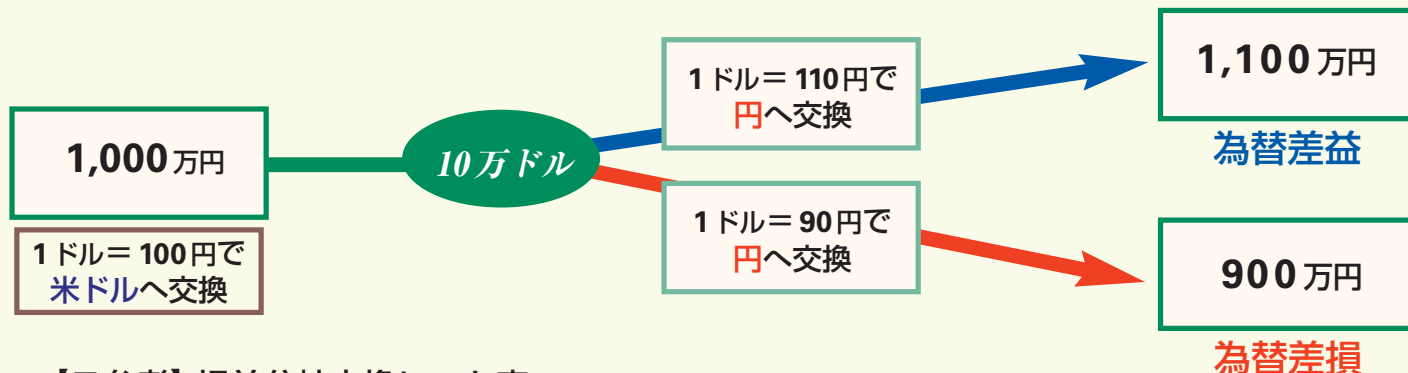 1,000万円
1ドル＝100円で
米ドルへ交換
10万ドル
1ドル＝110円で
円へ交換
1,100万円
為替差益
1ドル＝90円で
円へ交換
900万円
為替差損